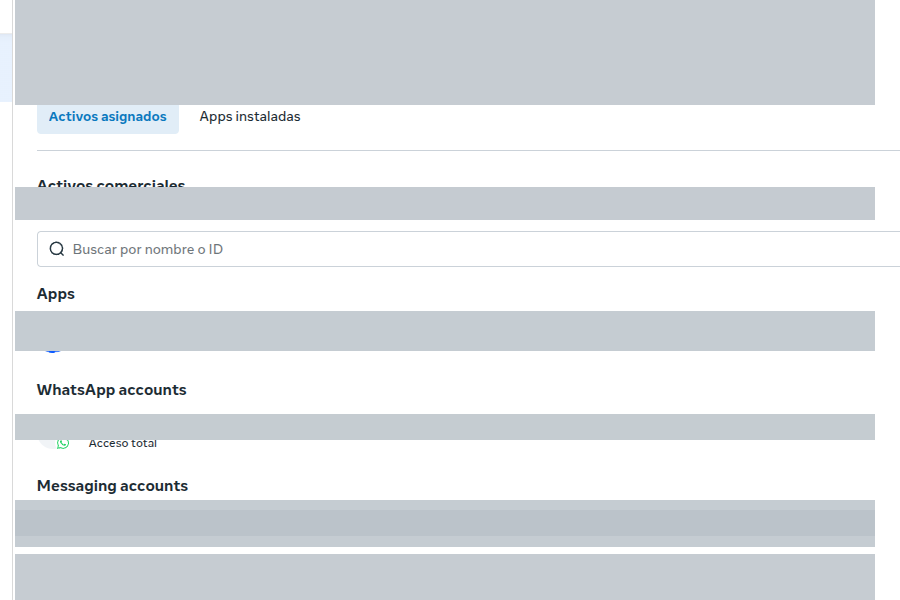 Activos asignados
Apps instaladas
Activos comerciales
Buscar por nombre o ID
Apps
WhatsApp accounts
Acceso total
Messaging accounts